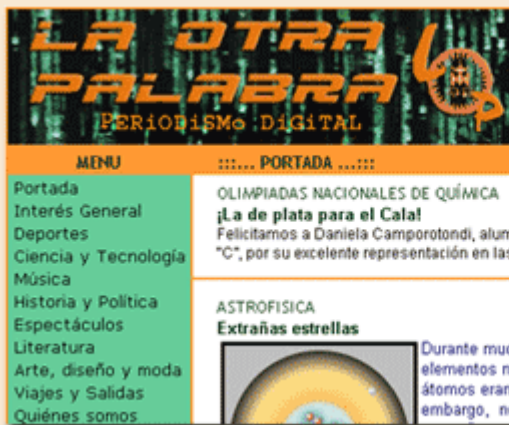 LA OTRA
PALABRA
PERiODiSMo DiGiTAL
LP
MENU
:::... PORTADA ...:::
Portada
Interés General
Deportes
Ciencia y Tecnología
Música
Historia y Política
Espectáculos
Literatura
Arte, diseño y moda
Viajes y Salidas
Quiénes somos
OLIMPIADAS NACIONALES DE QUÍMICA
¡La de plata para el Cala!
Felicitamos a Daniela Camporotondi, alum
"C", por su excelente representación en las
ASTROFISICA
Extrañas estrellas
Durante muc
elementos n
átomos eran
embargo, n